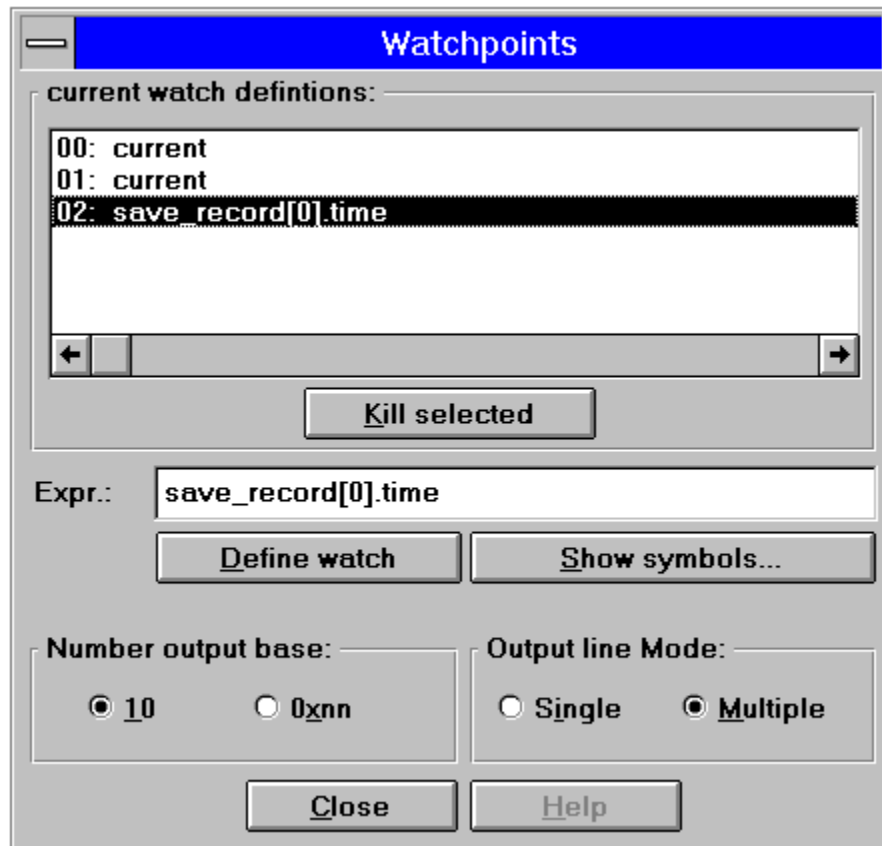 Watchpoints
current watch defintions:
00: current
01: current
02: save_record[0].time
Kill selected
Expr.: save_record[0].time
Define watch Show symbols...
Number output base: Output line Mode:
10 0xnn Single Multiple
Close Help